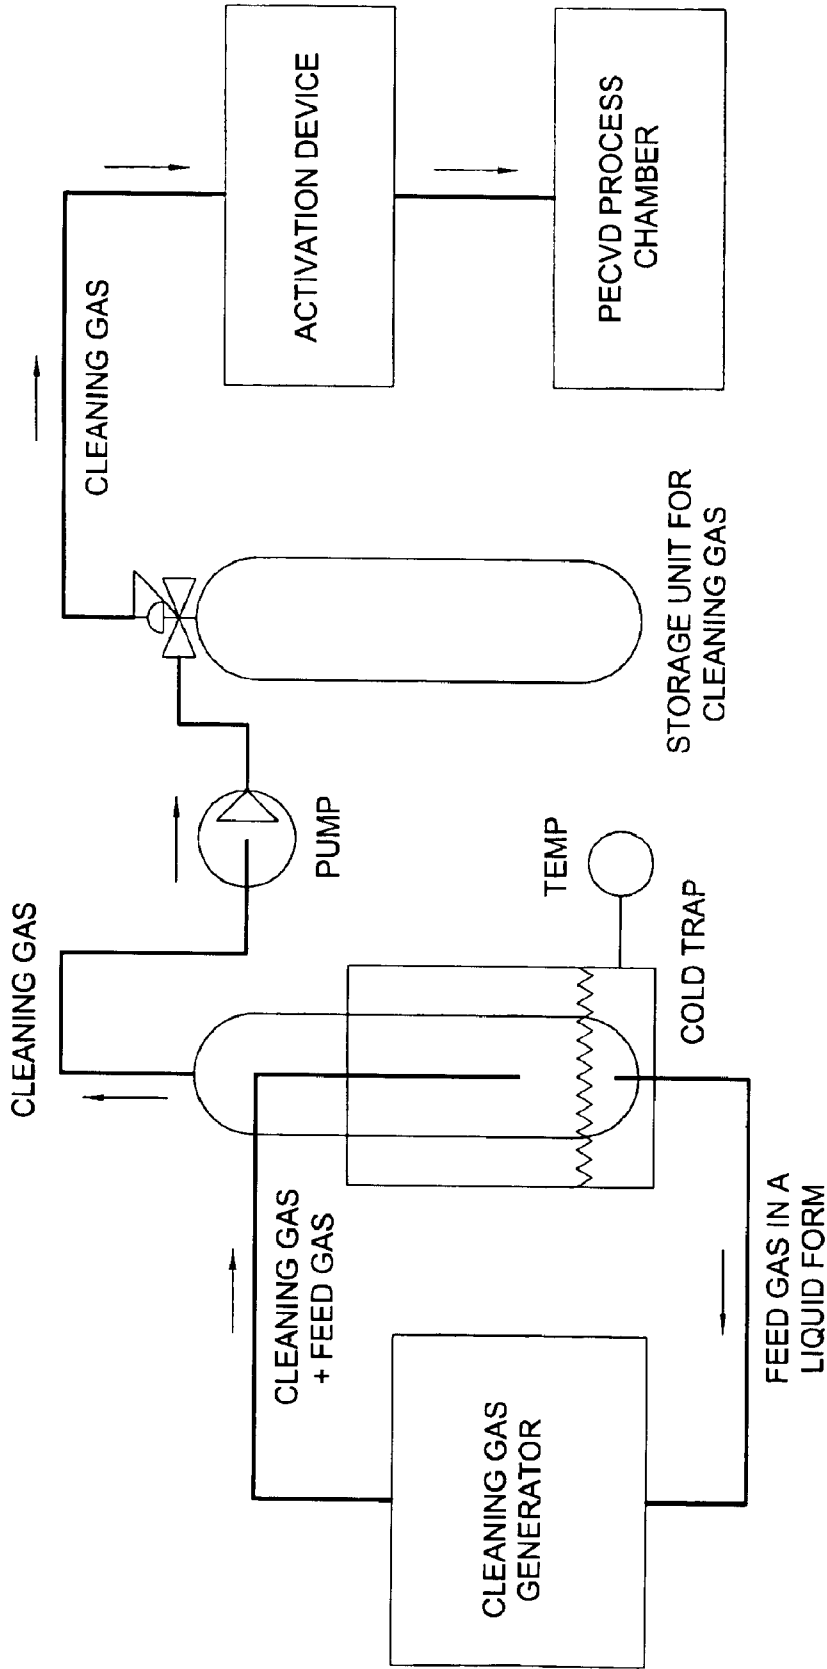 CLEANING GAS
GENERATOR
CLEANING GAS
+ FEED GAS
FEED GAS IN A
LIQUID FORM
CLEANING GAS
COLD TRAP
TEMP
PUMP
STORAGE UNIT FOR
CLEANING GAS
CLEANING GAS
ACTIVATION DEVICE
PECVD PROCESS
CHAMBER